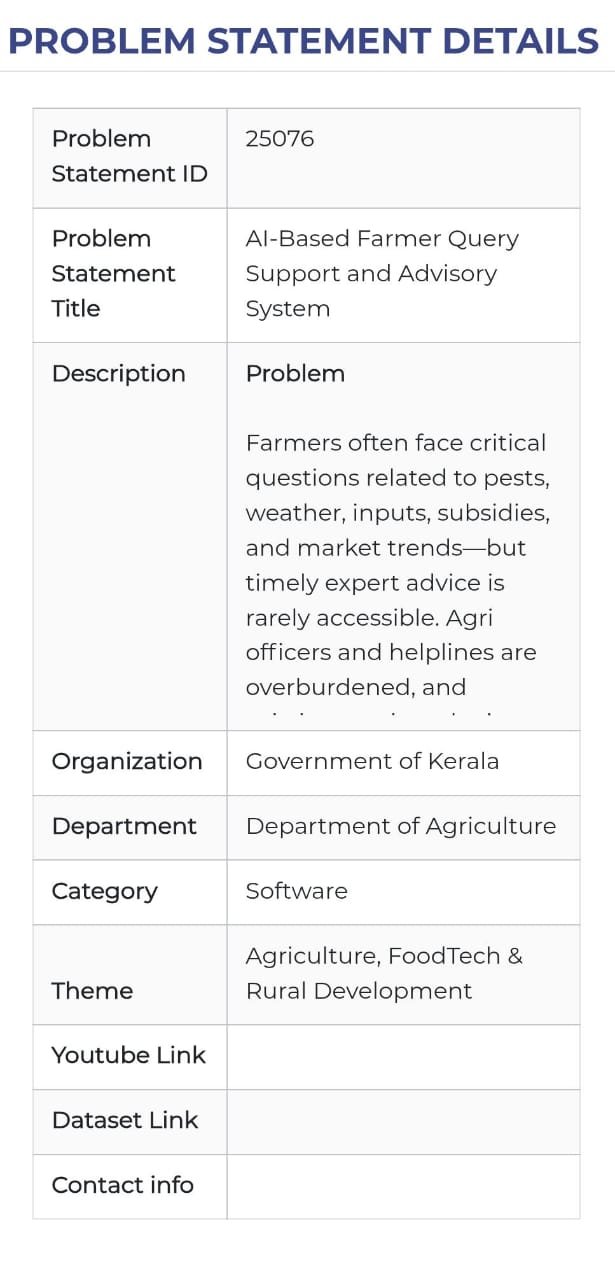 PROBLEM STATEMENT DETAILS
Problem
Statement ID
25076
Problem
Statement
Title
AI-Based Farmer Query
Support and Advisory
System
Description
Problem
Farmers often face critical
questions related to pests,
weather, inputs, subsidies,
and market trends—but
timely expert advice is
rarely accessible. Agri
officers and helplines are
overburdened, and
Organization
Government of Kerala
Department
Department of Agriculture
Category
Software
Theme
Agriculture, FoodTech &
Rural Development
Youtube Link
Dataset Link
Contact info